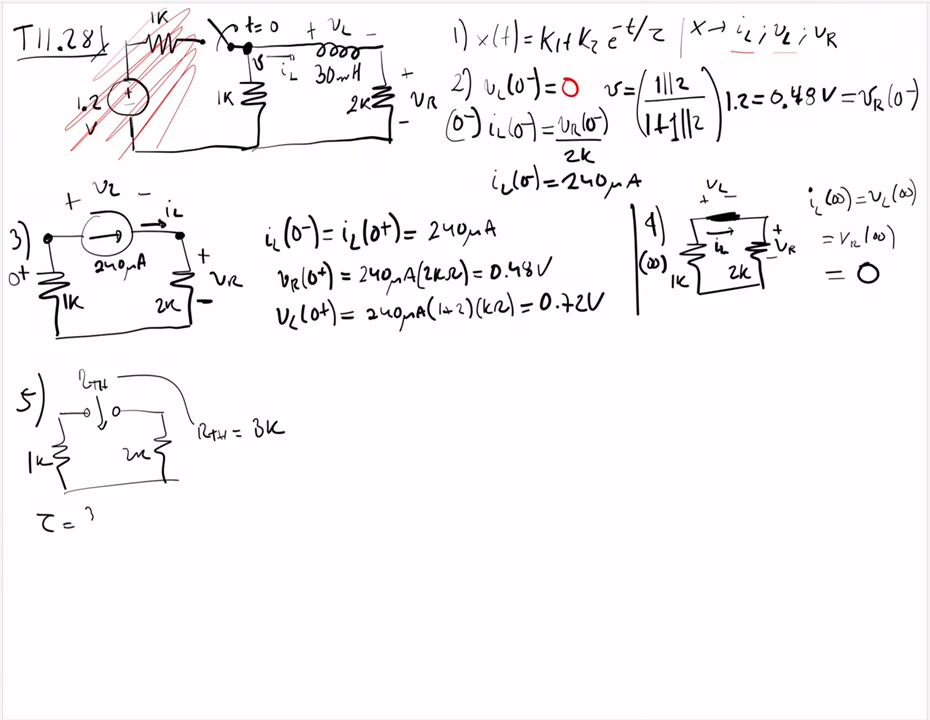 T11.28)
1K
t=0
+ vL −
iL
30mH
v
1K
2K
+
vR
−
1.2
V
+
−
1) x(t) = K1 + K2 e^-t/τ | x → iL ; vL ; vR
2) vL(0-) = 0 v = (1||2 / 1+1||2) 1.2 = 0.48V = vR(0-)
(0-) iL(0-) = vR(0-) / 2K
iL(0-) = 240μA
3)
0+
+ vL −
iL
240μA
1K
2K
+
vR
−
iL(0-) = iL(0+) = 240μA
vR(0+) = 240μA(2KΩ) = 0.48V
vL(0+) = 240μA(1+2)(KΩ) = 0.72V
4)
(∞)
vL
+ −
iL
1K
2K
+
vR
−
iL(∞) = vL(∞)
= vR(∞)
= 0
5)
RTH
1K
2K
RTH = 3K
τ =